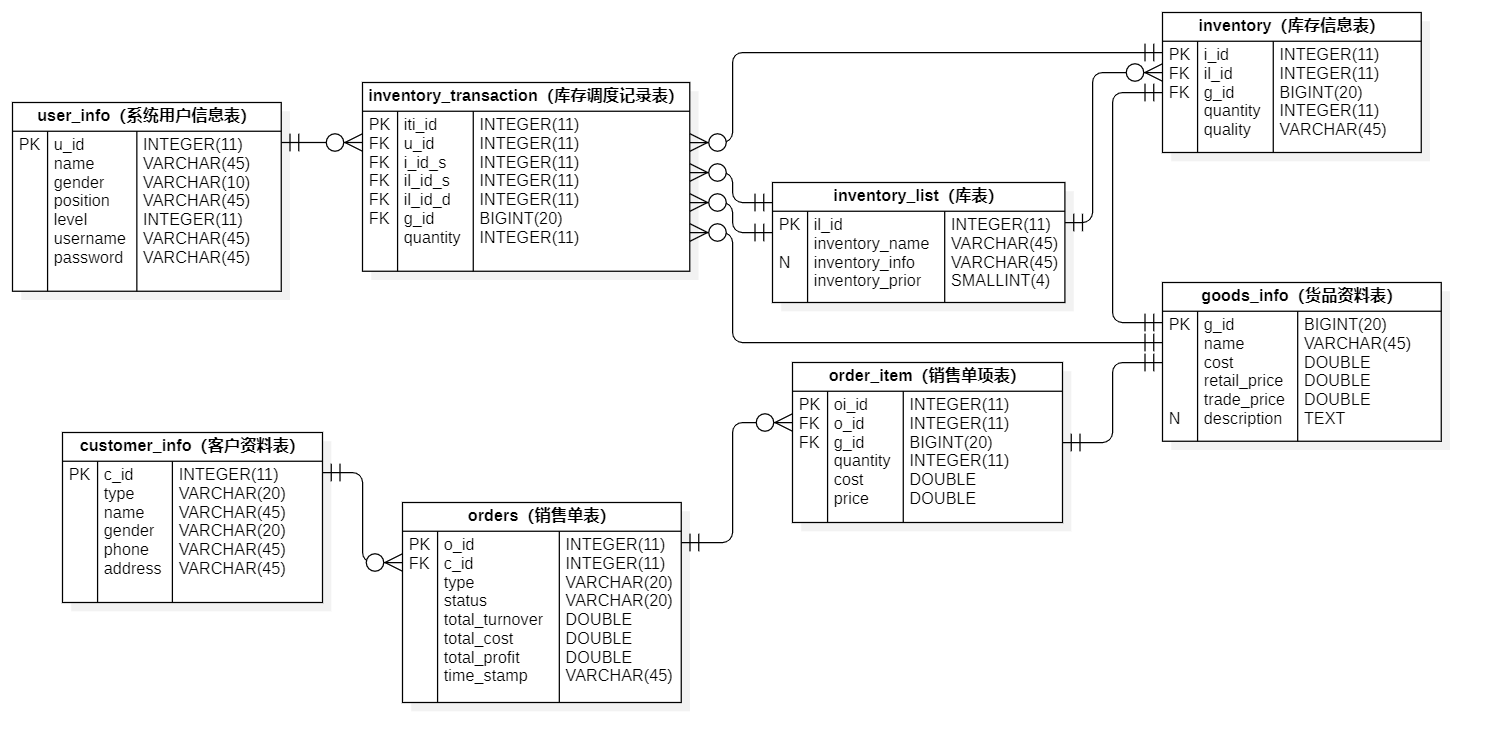 inventory（库存信息表）
PK i_id INTEGER(11)
FK il_id INTEGER(11)
FK g_id BIGINT(20)
quantity INTEGER(11)
quality VARCHAR(45)
inventory_transaction（库存调度记录表）
PK iti_id INTEGER(11)
FK u_id INTEGER(11)
FK i_id_s INTEGER(11)
FK il_id_s INTEGER(11)
FK il_id_d INTEGER(11)
FK g_id BIGINT(20)
quantity INTEGER(11)
user_info（系统用户信息表）
PK u_id INTEGER(11)
name VARCHAR(45)
gender VARCHAR(10)
position VARCHAR(45)
level INTEGER(11)
username VARCHAR(45)
password VARCHAR(45)
inventory_list（库表）
PK il_id INTEGER(11)
inventory_name VARCHAR(45)
N inventory_info VARCHAR(45)
inventory_prior SMALLINT(4)
goods_info（货品资料表）
PK g_id BIGINT(20)
name VARCHAR(45)
cost DOUBLE
retail_price DOUBLE
trade_price DOUBLE
N description TEXT
order_item（销售单项表）
PK oi_id INTEGER(11)
FK o_id INTEGER(11)
FK g_id BIGINT(20)
quantity INTEGER(11)
cost DOUBLE
price DOUBLE
customer_info（客户资料表）
PK c_id INTEGER(11)
type VARCHAR(20)
name VARCHAR(45)
gender VARCHAR(20)
phone VARCHAR(45)
address VARCHAR(45)
orders（销售单表）
PK o_id INTEGER(11)
FK c_id INTEGER(11)
type VARCHAR(20)
status VARCHAR(20)
total_turnover DOUBLE
total_cost DOUBLE
total_profit DOUBLE
time_stamp VARCHAR(45)